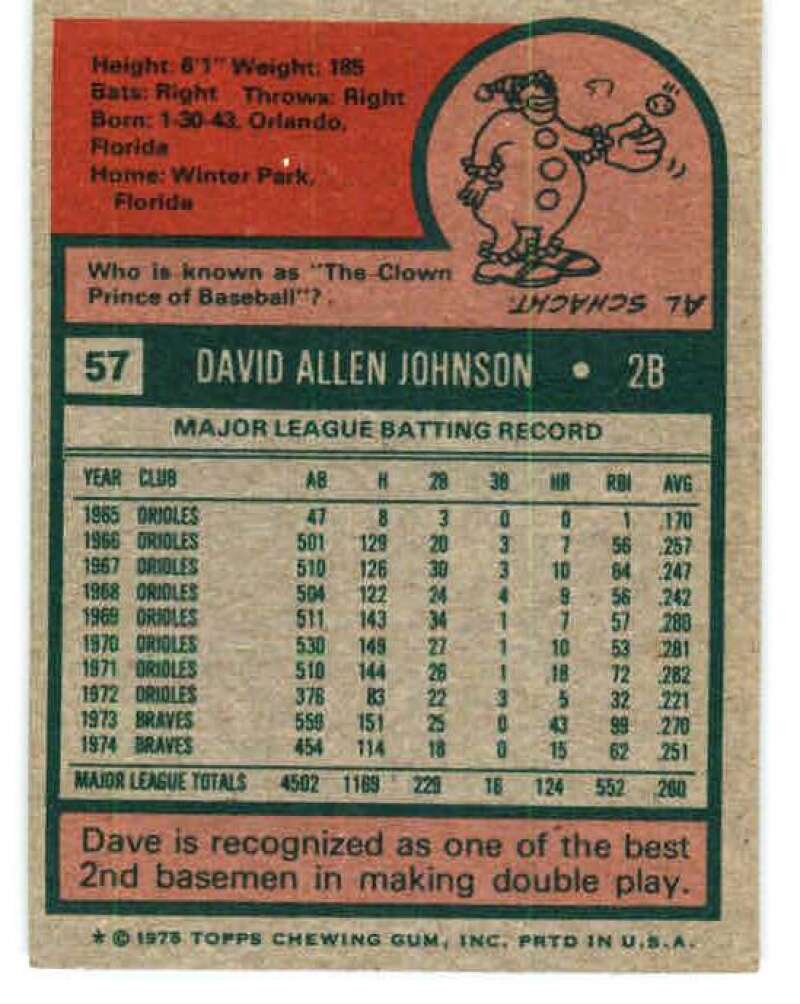 Height: 6'1" Weight: 185
Bats: Right Throws: Right
Born: 1-30-43, Orlando,
Florida
Home: Winter Park,
Florida
Who is known as "The Clown
Prince of Baseball"?
AL SCHACHT.
57 DAVID ALLEN JOHNSON • 2B
MAJOR LEAGUE BATTING RECORD
YEAR CLUB AB H 2B 3B HR RBI AVG
1965 ORIOLES 47 8 3 0 0 1 .170
1966 ORIOLES 501 129 20 3 7 56 .257
1967 ORIOLES 510 126 30 3 10 64 .247
1968 ORIOLES 504 122 24 4 9 56 .242
1969 ORIOLES 511 143 34 1 7 57 .280
1970 ORIOLES 530 149 27 1 10 53 .281
1971 ORIOLES 510 144 26 1 18 72 .282
1972 ORIOLES 376 83 22 3 5 32 .221
1973 BRAVES 559 151 25 0 43 99 .270
1974 BRAVES 454 114 18 0 15 62 .251
MAJOR LEAGUE TOTALS 4502 1169 229 16 124 552 .260
Dave is recognized as one of the best
2nd basemen in making double play.
* © 1975 TOPPS CHEWING GUM, INC. PRTD IN U.S.A.